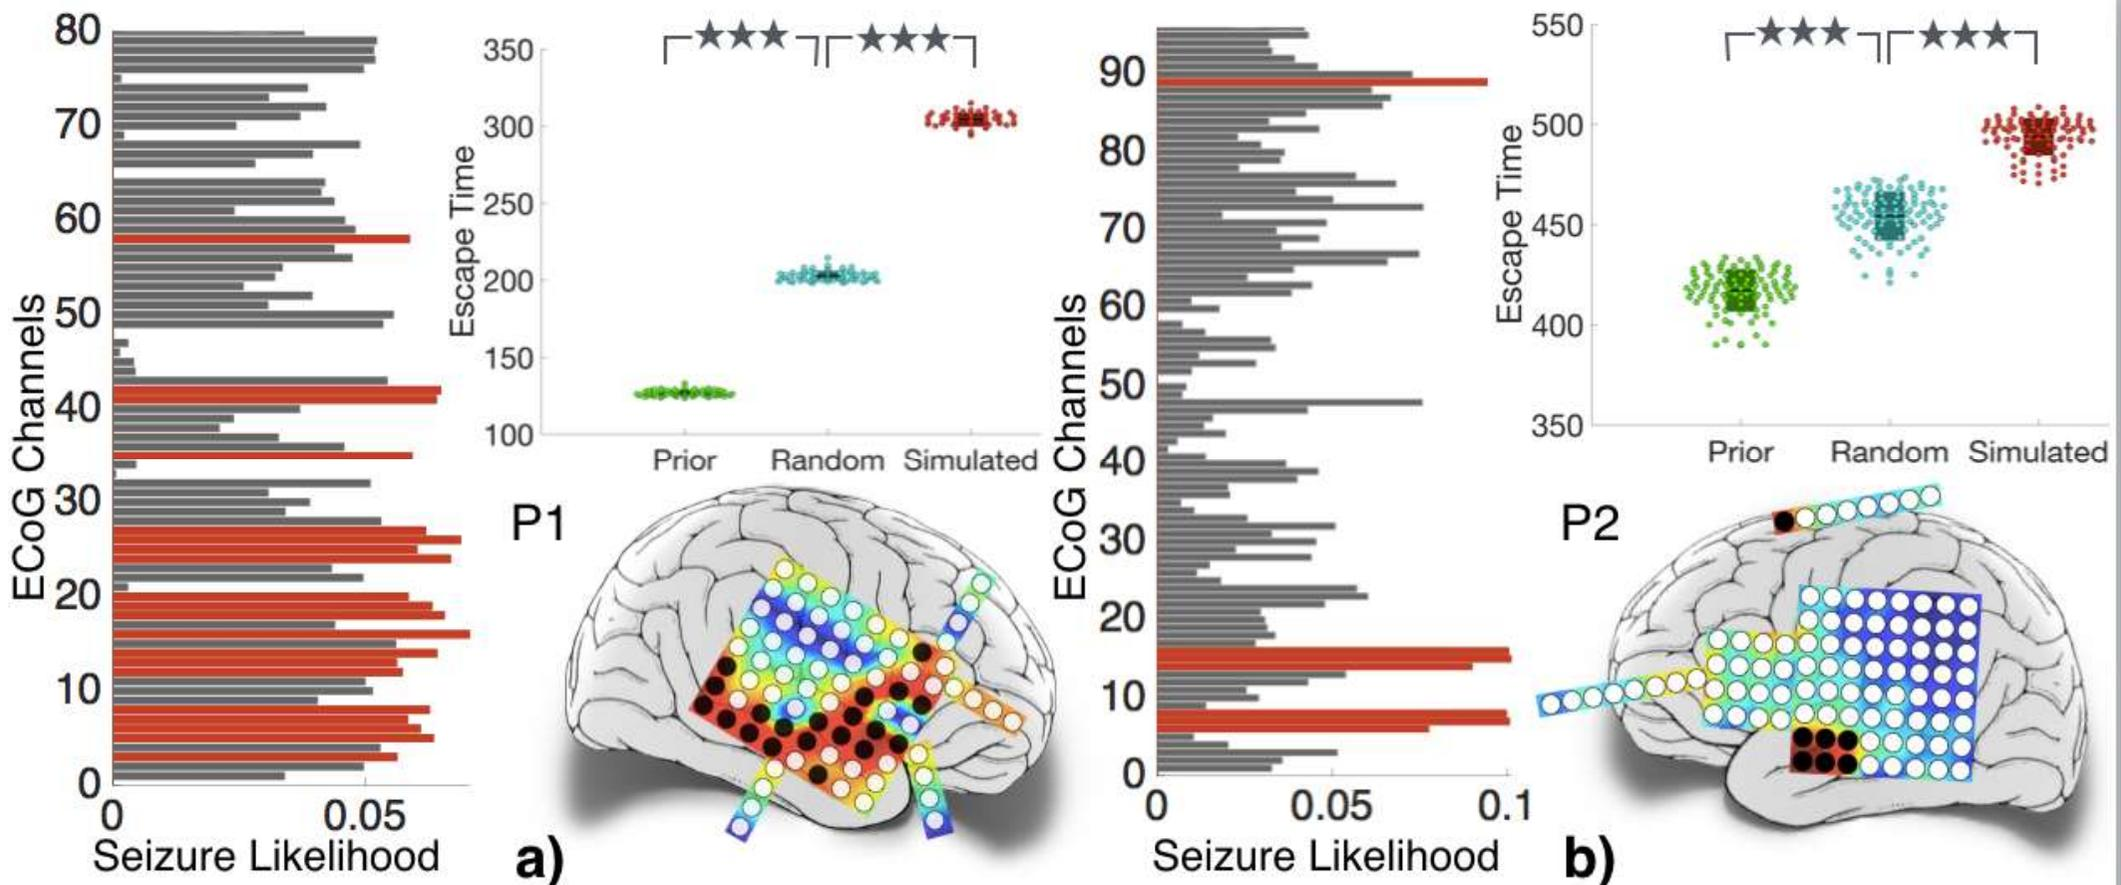 80
70
60
50
40
30
20
10
0
ECoG Channels
0 0.05
Seizure Likelihood
350
300
250
200
150
100
Escape Time
★★★ ★★★
Prior Random Simulated
P1
a)
90
80
70
60
50
40
30
20
10
0
ECoG Channels
0 0.05 0.1
Seizure Likelihood
550
500
450
400
350
Escape Time
★★★ ★★★
Prior Random Simulated
P2
b)